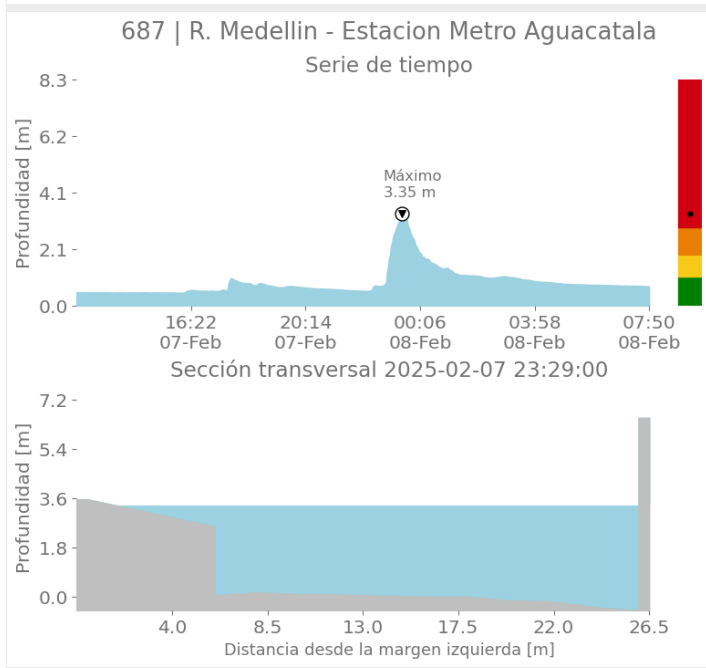 687 | R. Medellin - Estacion Metro Aguacatala
Serie de tiempo
8.3
6.2
4.1
2.1
0.0
Profundidad [m]
Máximo
3.35 m
16:22 20:14 00:06 03:58 07:50
07-Feb 07-Feb 08-Feb 08-Feb 08-Feb
Sección transversal 2025-02-07 23:29:00
7.2
5.4
3.6
1.8
0.0
Profundidad [m]
4.0 8.5 13.0 17.5 22.0 26.5
Distancia desde la margen izquierda [m]